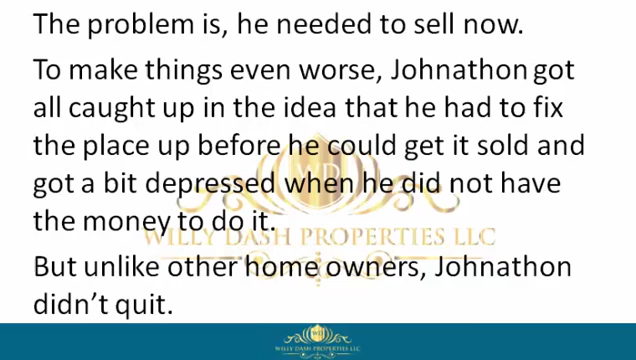 The problem is, he needed to sell now.
To make things even worse, Johnathon got
all caught up in the idea that he had to fix
the place up before he could get it sold and
got a bit depressed when he did not have
the money to do it.
WILLY DASH PROPERTIES LLC
But unlike other home owners, Johnathon
didn’t quit.
WILLY DASH PROPERTIES LLC